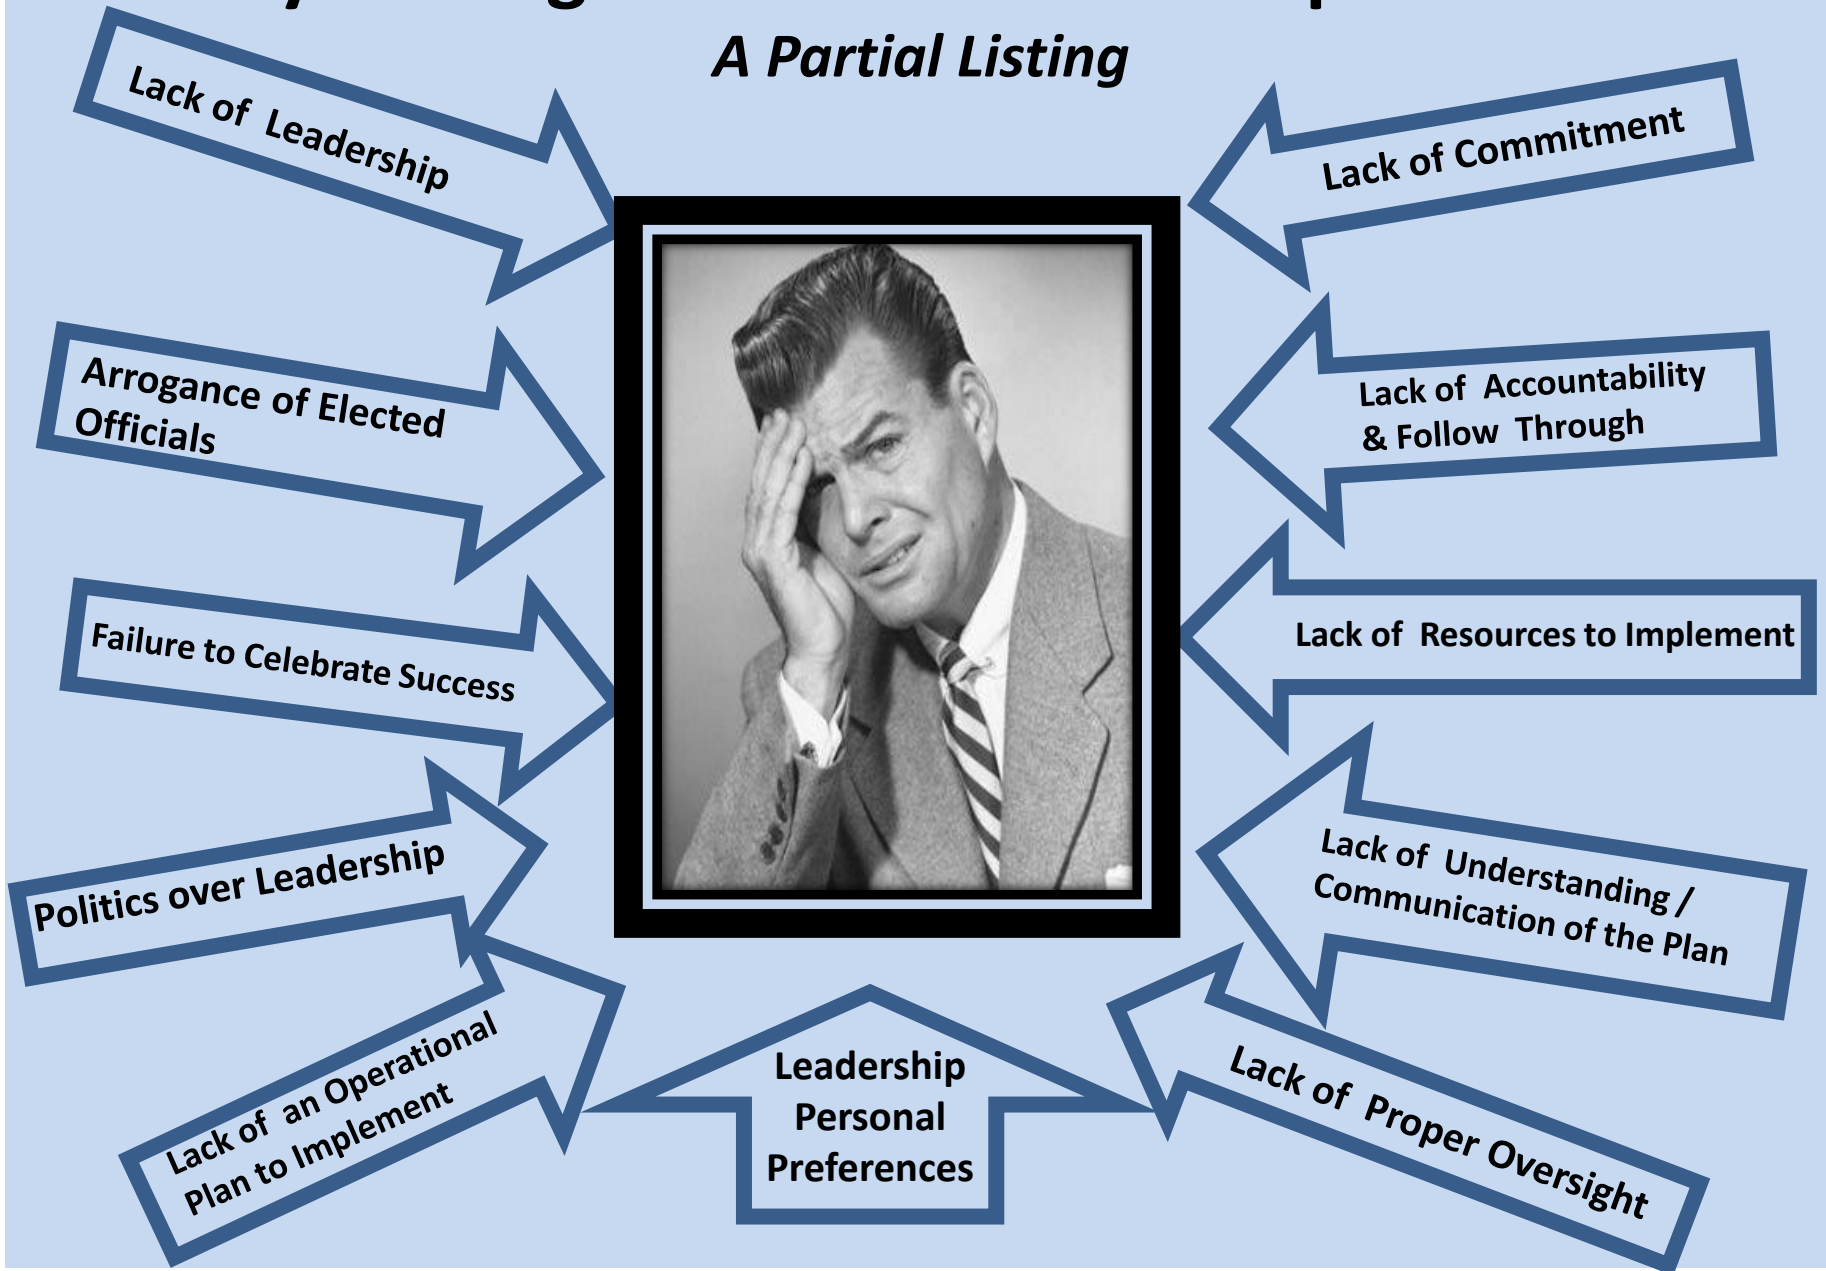 A Partial Listing
Lack of Leadership
Lack of Commitment
Arrogance of Elected
Officials
Lack of Accountability
& Follow Through
Failure to Celebrate Success
Lack of Resources to Implement
Politics over Leadership
Lack of Understanding /
Communication of the Plan
Lack of an Operational
Plan to Implement
Leadership
Personal
Preferences
Lack of Proper Oversight